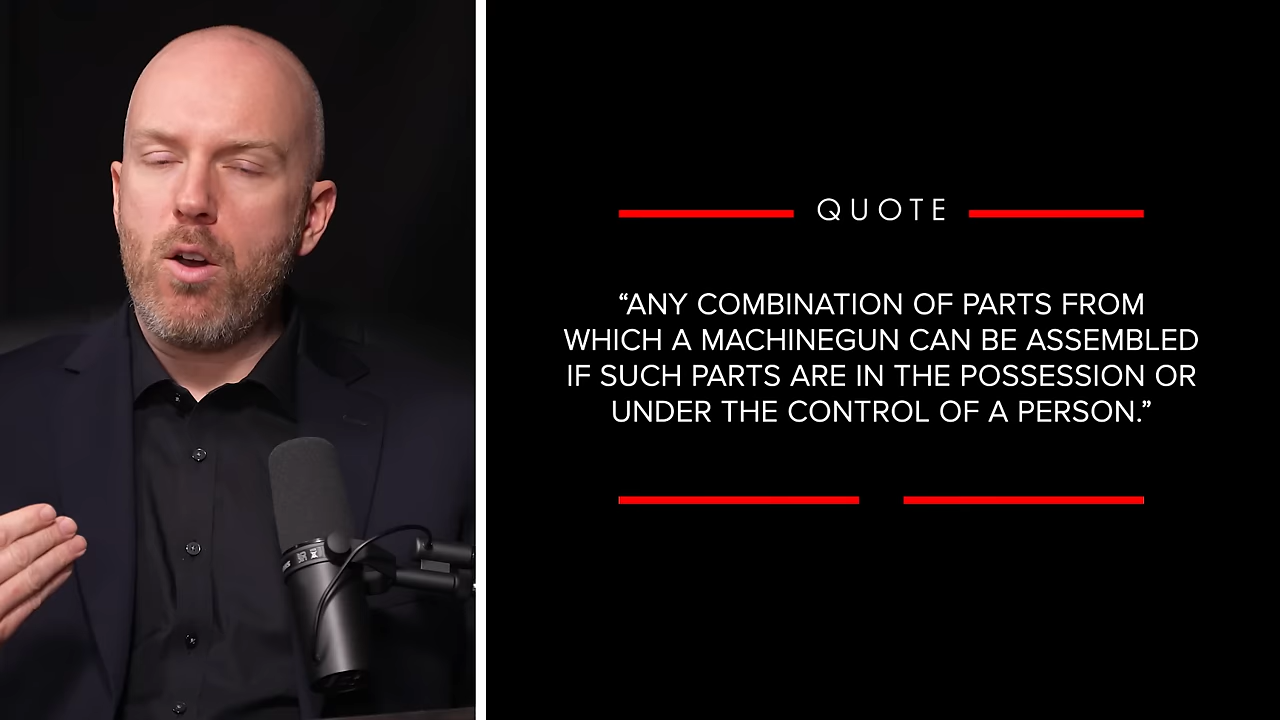 QUOTE
“ANY COMBINATION OF PARTS FROM
WHICH A MACHINEGUN CAN BE ASSEMBLED
IF SUCH PARTS ARE IN THE POSSESSION OR
UNDER THE CONTROL OF A PERSON.”